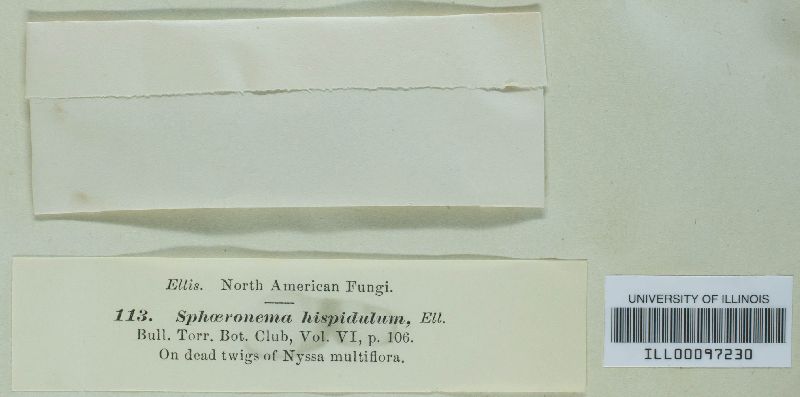 Ellis. North American Fungi.
113. Sphœronema hispidulum, Ell.
Bull. Torr. Bot. Club, Vol. VI, p. 106.
On dead twigs of Nyssa multiflora.
UNIVERSITY OF ILLINOIS
ILL00097230